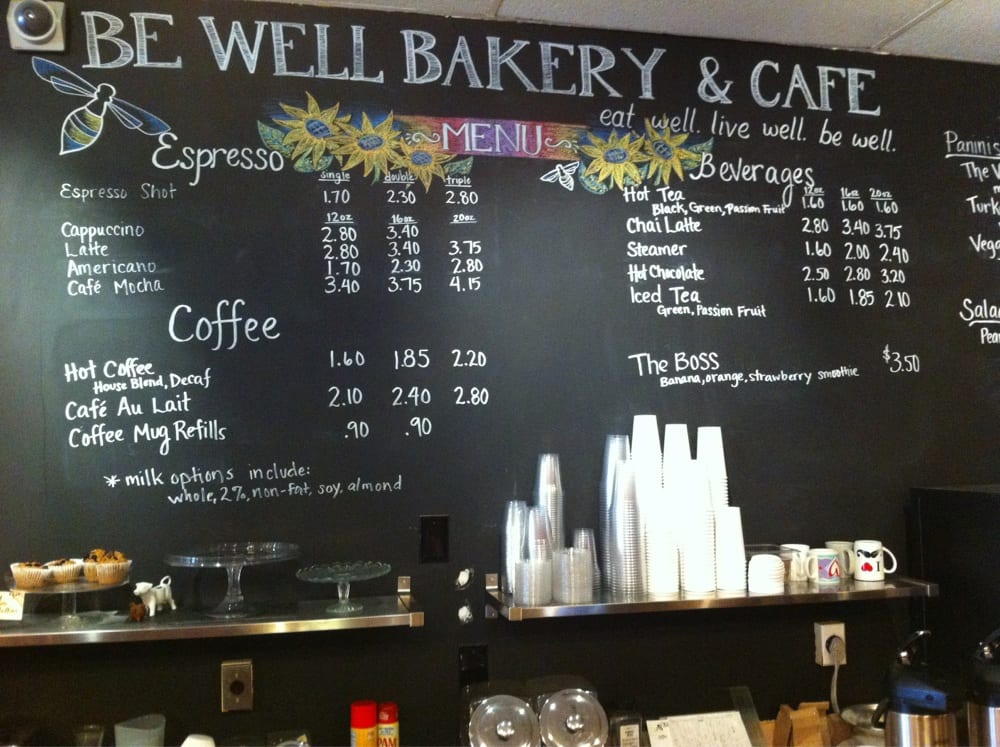 BE WELL BAKERY & CAFE
eat well. live well. be well.
MENU
Espresso
single double triple
Espresso Shot 1.70 2.30 2.80
12oz 16oz 20oz
Cappuccino 2.80 3.40
Latte 2.80 3.40 3.75
Americano 1.70 2.30 2.80
Café Mocha 3.40 3.75 4.15
Coffee
Hot Coffee 1.60 1.85 2.20
House Blend, Decaf
Café Au Lait 2.10 2.40 2.80
Coffee Mug Refills .90 .90
* milk options include:
whole, 2%, non-fat, soy, almond
Beverages
12oz 16oz 20oz
Hot Tea 1.60 1.60 1.60
Black, Green, Passion Fruit
Chai Latte 2.80 3.40 3.75
Steamer 1.60 2.00 2.40
Hot Chocolate 2.50 2.80 3.20
Iced Tea 1.60 1.85 2.10
Green, Passion Fruit
The Boss $3.50
Banana, orange, strawberry smoothie
Paninis
The V
Turk
Vega
Salad
Pear
PAM